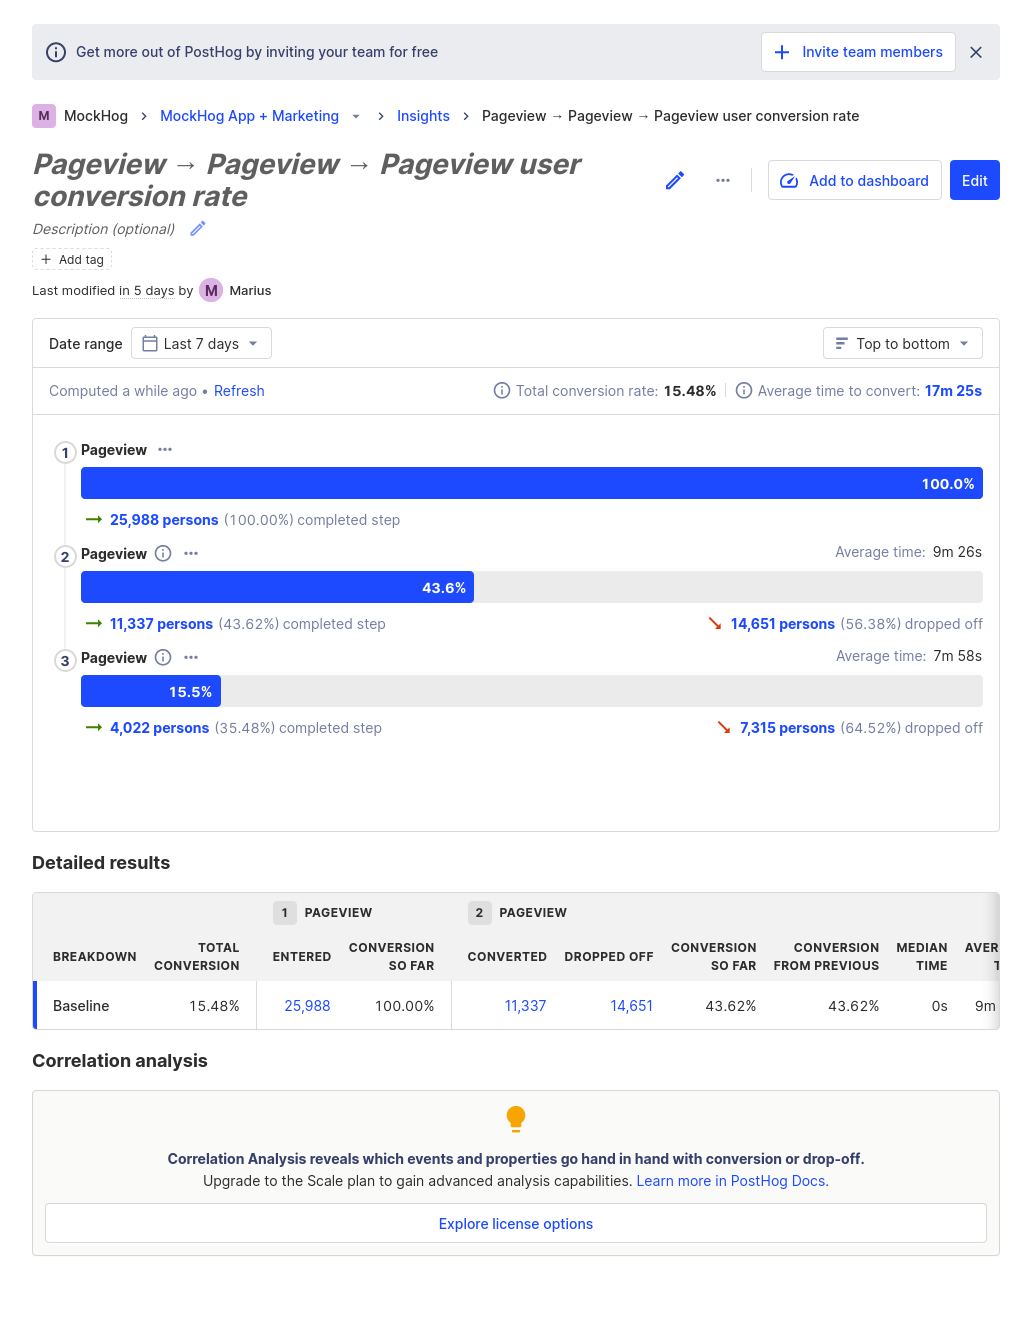 Get more out of PostHog by inviting your team for free
Invite team members
M MockHog MockHog App + Marketing Insights Pageview → Pageview → Pageview user conversion rate
Pageview → Pageview → Pageview user
conversion rate
Add to dashboard
Edit
Description (optional)
Add tag
Last modified in 5 days by M Marius
Date range Last 7 days
Top to bottom
Computed a while ago • Refresh
Total conversion rate: 15.48%
Average time to convert: 17m 25s
1 Pageview
100.0%
25,988 persons (100.00%) completed step
2 Pageview
Average time: 9m 26s
43.6%
11,337 persons (43.62%) completed step
14,651 persons (56.38%) dropped off
3 Pageview
Average time: 7m 58s
15.5%
4,022 persons (35.48%) completed step
7,315 persons (64.52%) dropped off
Detailed results
1 PAGEVIEW
2 PAGEVIEW
BREAKDOWN
TOTAL
CONVERSION
ENTERED
CONVERSION
SO FAR
CONVERTED
DROPPED OFF
CONVERSION
SO FAR
CONVERSION
FROM PREVIOUS
MEDIAN
TIME
AVER
T
Baseline 15.48% 25,988 100.00% 11,337 14,651 43.62% 43.62% 0s 9m
Correlation analysis
Correlation Analysis reveals which events and properties go hand in hand with conversion or drop-off.
Upgrade to the Scale plan to gain advanced analysis capabilities. Learn more in PostHog Docs.
Explore license options